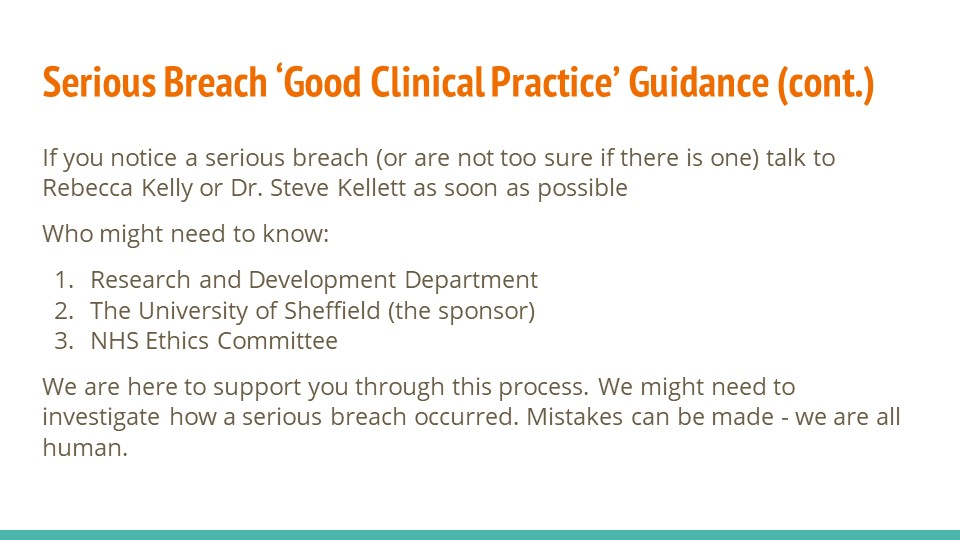 Serious Breach ‘Good Clinical Practice’ Guidance (cont.)
If you notice a serious breach (or are not too sure if there is one) talk to
Rebecca Kelly or Dr. Steve Kellett as soon as possible
Who might need to know:
1. Research and Development Department
2. The University of Sheffield (the sponsor)
3. NHS Ethics Committee
We are here to support you through this process. We might need to
investigate how a serious breach occurred. Mistakes can be made - we are all
human.